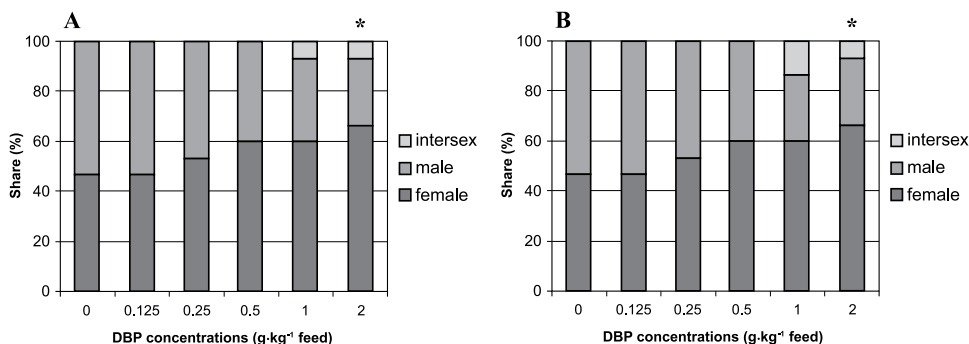 A
*
100
80
60
40
20
0
Share (%)
0 0.125 0.25 0.5 1 2
DBP concentrations (g·kg⁻¹ feed)
intersex
male
female
B
*
100
80
60
40
20
0
Share (%)
0 0.125 0.25 0.5 1 2
DBP concentrations (g·kg⁻¹ feed)
intersex
male
female